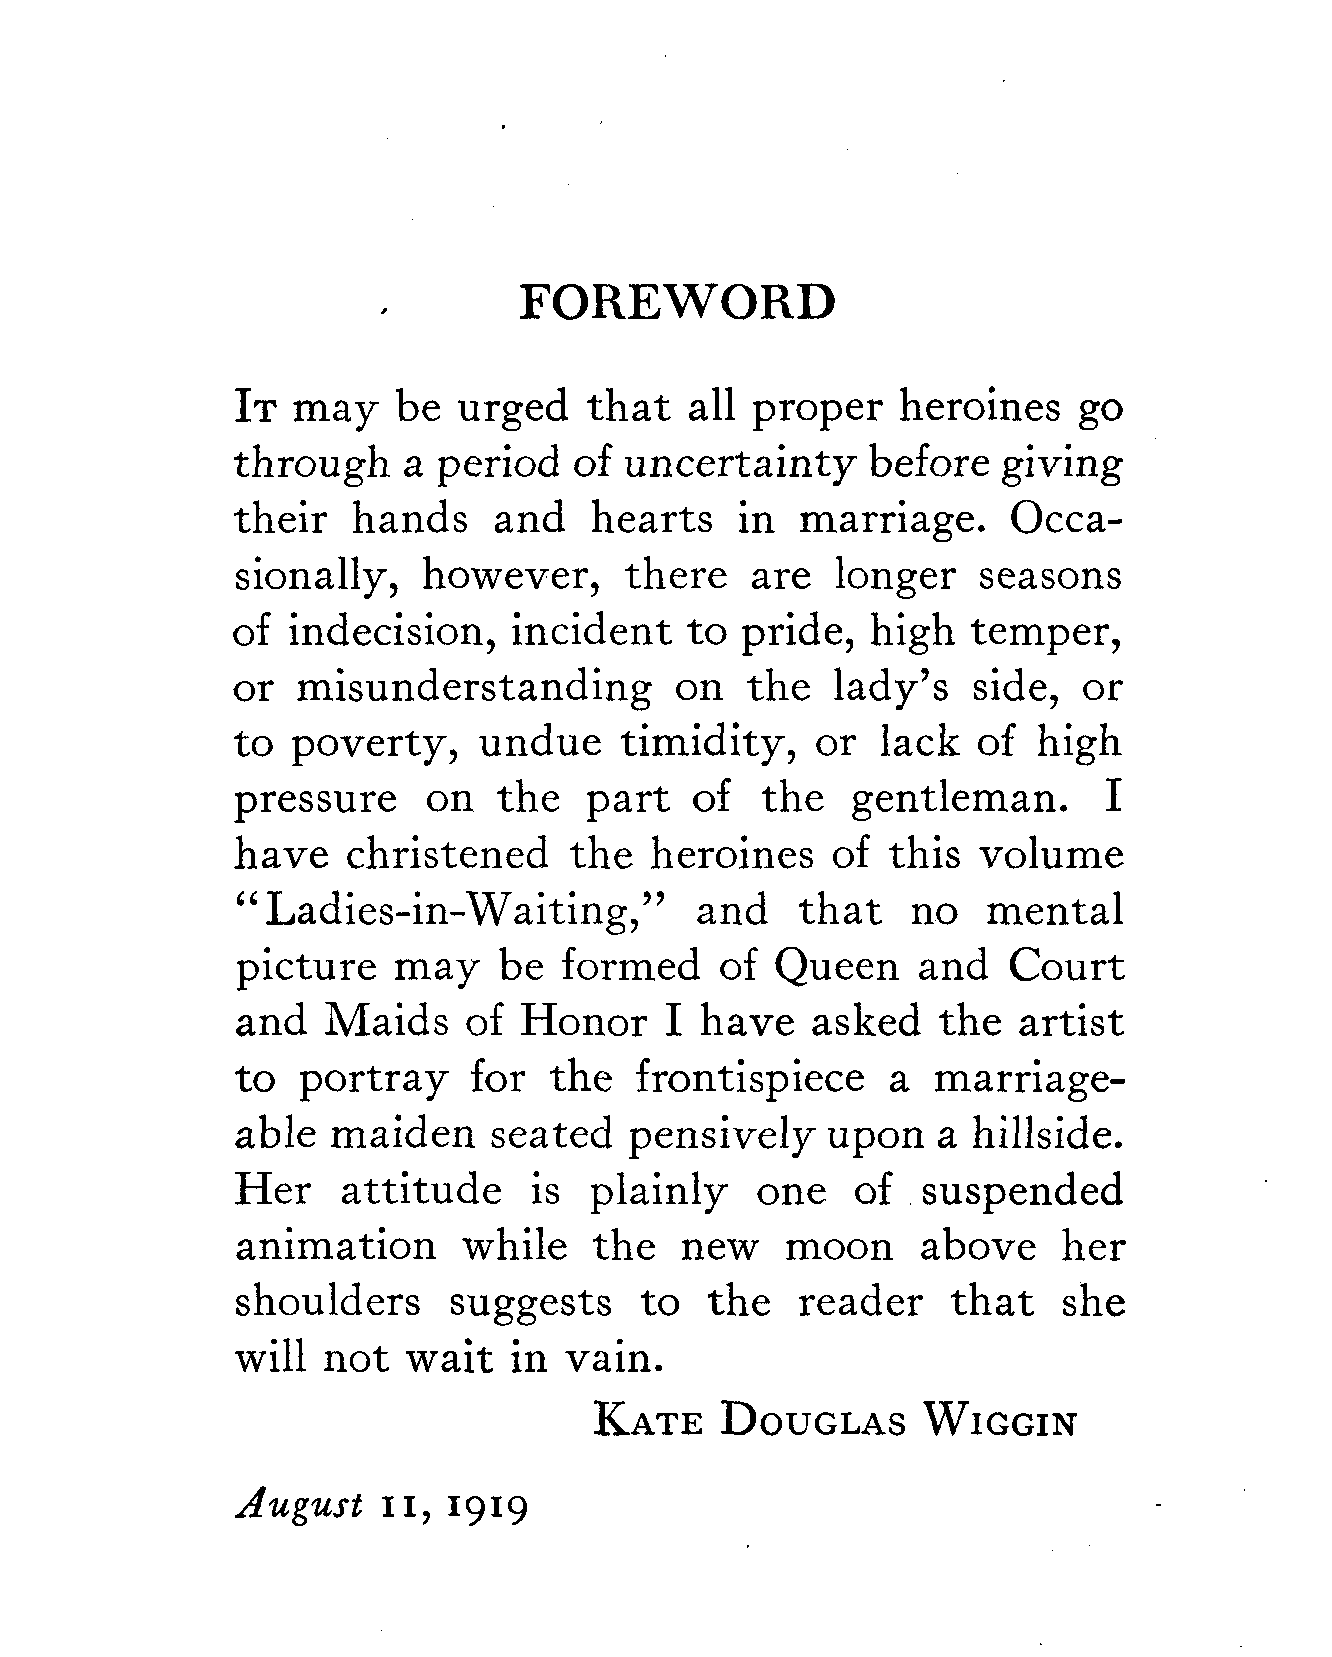 FOREWORD
It may be urged that all proper heroines go
through a period of uncertainty before giving
their hands and hearts in marriage. Occa-
sionally, however, there are longer seasons
of indecision, incident to pride, high temper,
or misunderstanding on the lady’s side, or
to poverty, undue timidity, or lack of high
pressure on the part of the gentleman. I
have christened the heroines of this volume
“Ladies-in-Waiting,” and that no mental
picture may be formed of Queen and Court
and Maids of Honor I have asked the artist
to portray for the frontispiece a marriage-
able maiden seated pensively upon a hillside.
Her attitude is plainly one of suspended
animation while the new moon above her
shoulders suggests to the reader that she
will not wait in vain.
Kate Douglas Wiggin
August 11, 1919